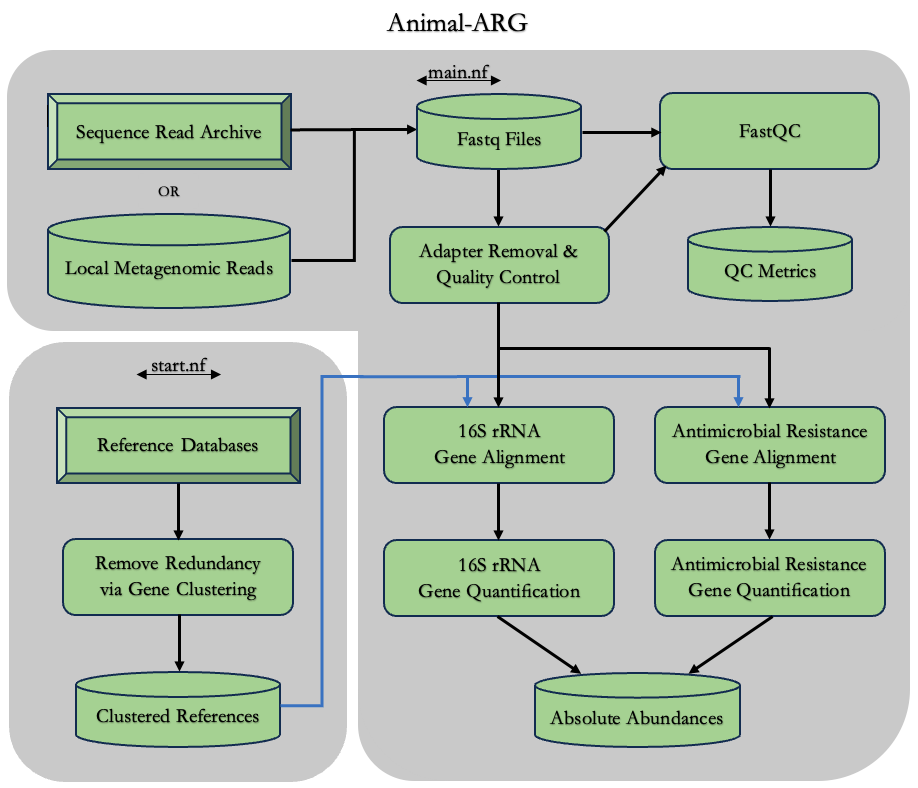 Animal-ARG
main.nf
Sequence Read Archive
OR
Local Metagenomic Reads
Fastq Files
FastQC
Adapter Removal &
Quality Control
QC Metrics
start.nf
Reference Databases
Remove Redundancy
via Gene Clustering
Clustered References
16S rRNA
Gene Alignment
Antimicrobial Resistance
Gene Alignment
16S rRNA
Gene Quantification
Antimicrobial Resistance
Gene Quantification
Absolute Abundances